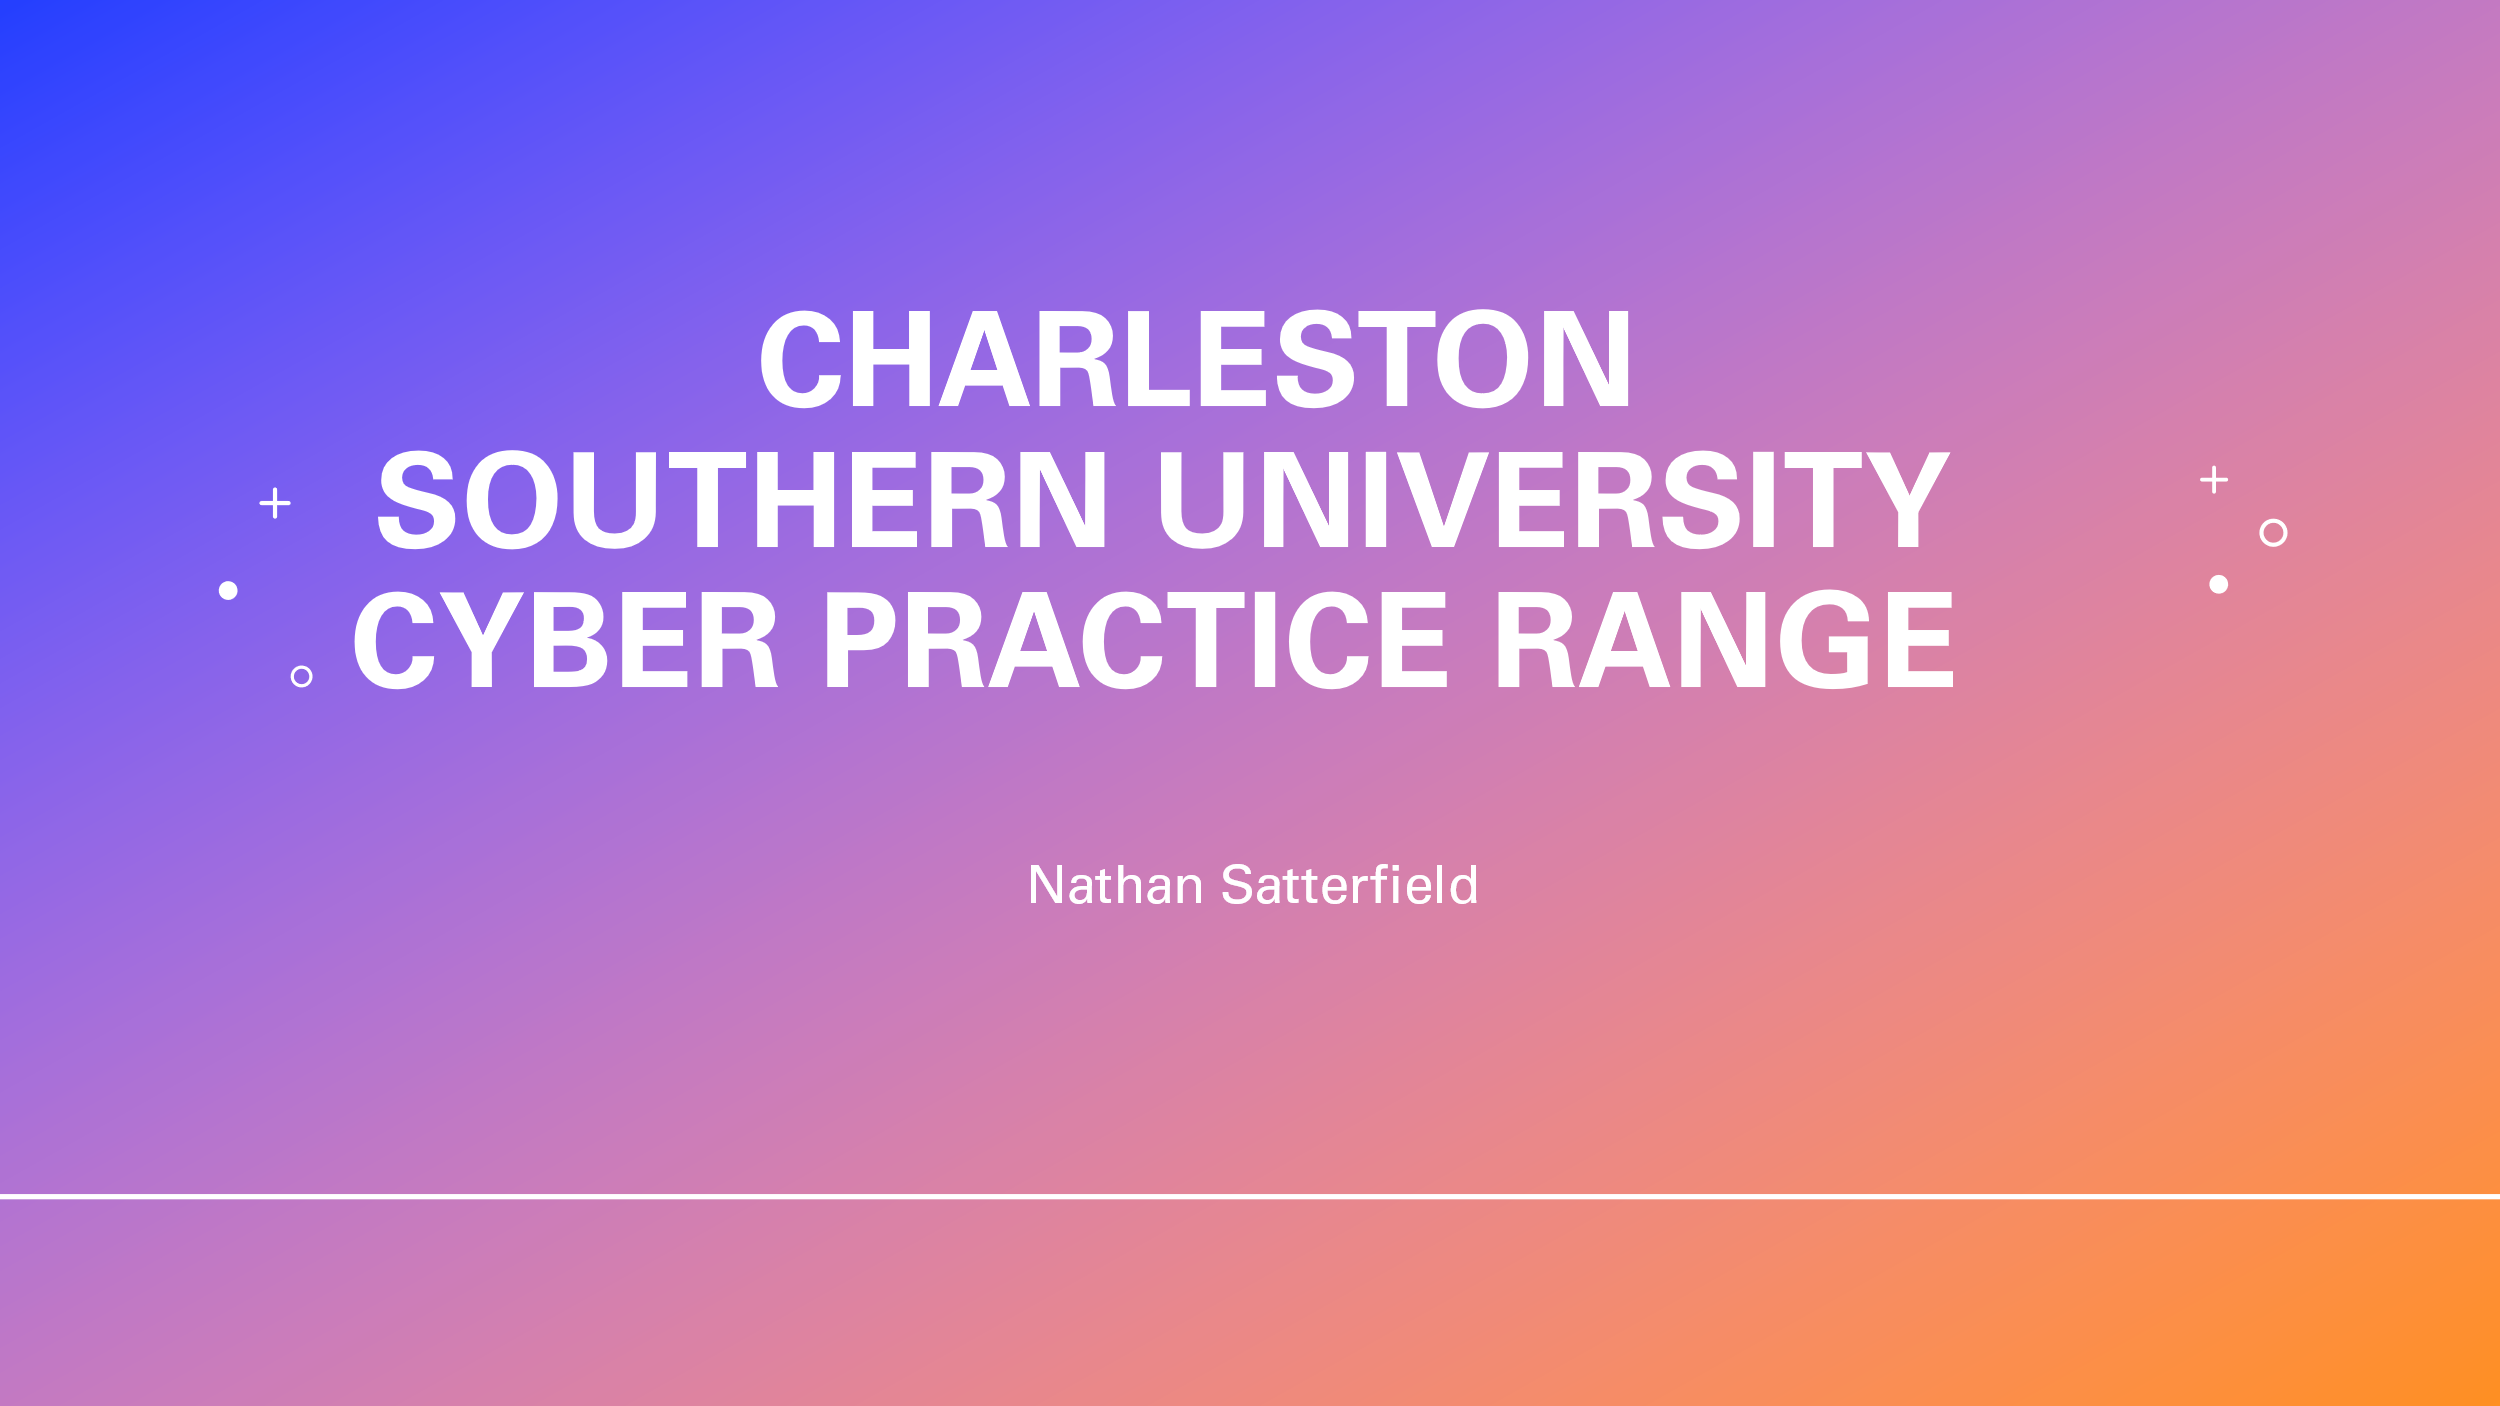 CHARLESTON
SOUTHERN UNIVERSITY
CYBER PRACTICE RANGE
Nathan Satterfield